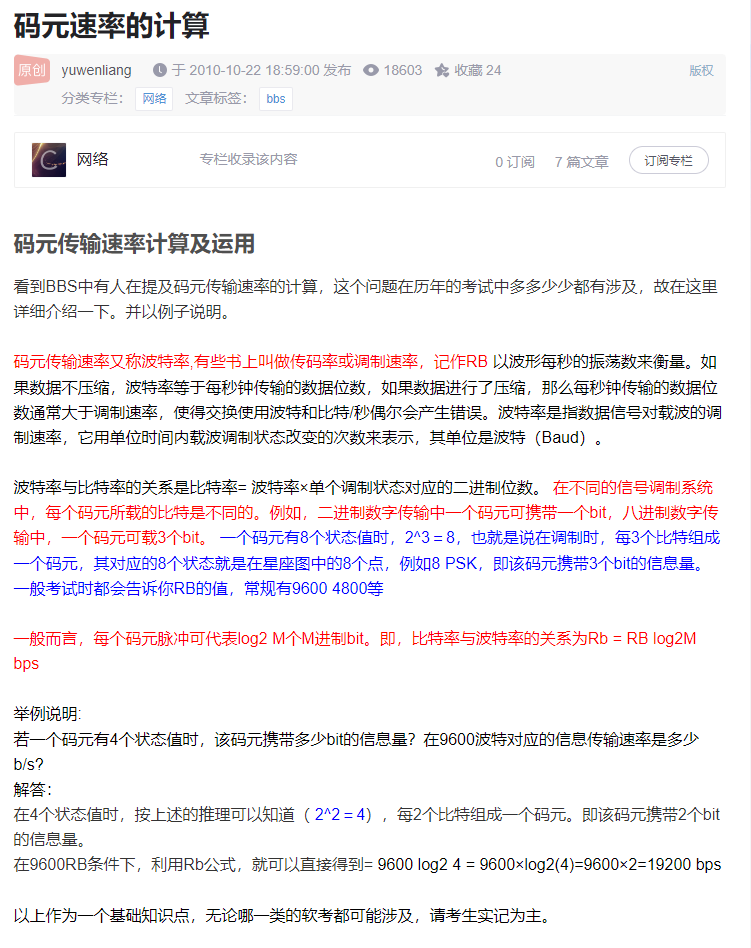 码元速率的计算
原创 yuwenliang 于 2010-10-22 18:59:00 发布 18603 收藏 24 版权
分类专栏： 网络 文章标签： bbs
网络 专栏收录该内容 0 订阅 7 篇文章 订阅专栏
码元传输速率计算及运用
看到BBS中有人在提及码元传输速率的计算，这个问题在历年的考试中多多少少都有涉及，故在这里
详细介绍一下。并以例子说明。
码元传输速率又称波特率,有些书上叫做传码率或调制速率，记作RB 以波形每秒的振荡数来衡量。如
果数据不压缩，波特率等于每秒钟传输的数据位数，如果数据进行了压缩，那么每秒钟传输的数据位
数通常大于调制速率，使得交换使用波特和比特/秒偶尔会产生错误。波特率是指数据信号对载波的调
制速率，它用单位时间内载波调制状态改变的次数来表示，其单位是波特（Baud）。
波特率与比特率的关系是比特率= 波特率×单个调制状态对应的二进制位数。 在不同的信号调制系统
中，每个码元所载的比特是不同的。例如，二进制数字传输中一个码元可携带一个bit，八进制数字传
输中，一个码元可载3个bit。 一个码元有8个状态值时，2^3 = 8，也就是说在调制时，每3个比特组成
一个码元，其对应的8个状态就是在星座图中的8个点，例如8 PSK，即该码元携带3个bit的信息量。
一般考试时都会告诉你RB的值，常规有9600 4800等
一般而言，每个码元脉冲可代表log2 M个M进制bit。即，比特率与波特率的关系为Rb = RB log2M
bps
举例说明:
若一个码元有4个状态值时，该码元携带多少bit的信息量？在9600波特对应的信息传输速率是多少
b/s?
解答：
在4个状态值时，按上述的推理可以知道（ 2^2 = 4），每2个比特组成一个码元。即该码元携带2个bit
的信息量。
在9600RB条件下，利用Rb公式，就可以直接得到= 9600 log2 4 = 9600×log2(4)=9600×2=19200 bps
以上作为一个基础知识点，无论哪一类的软考都可能涉及，请考生实记为主。